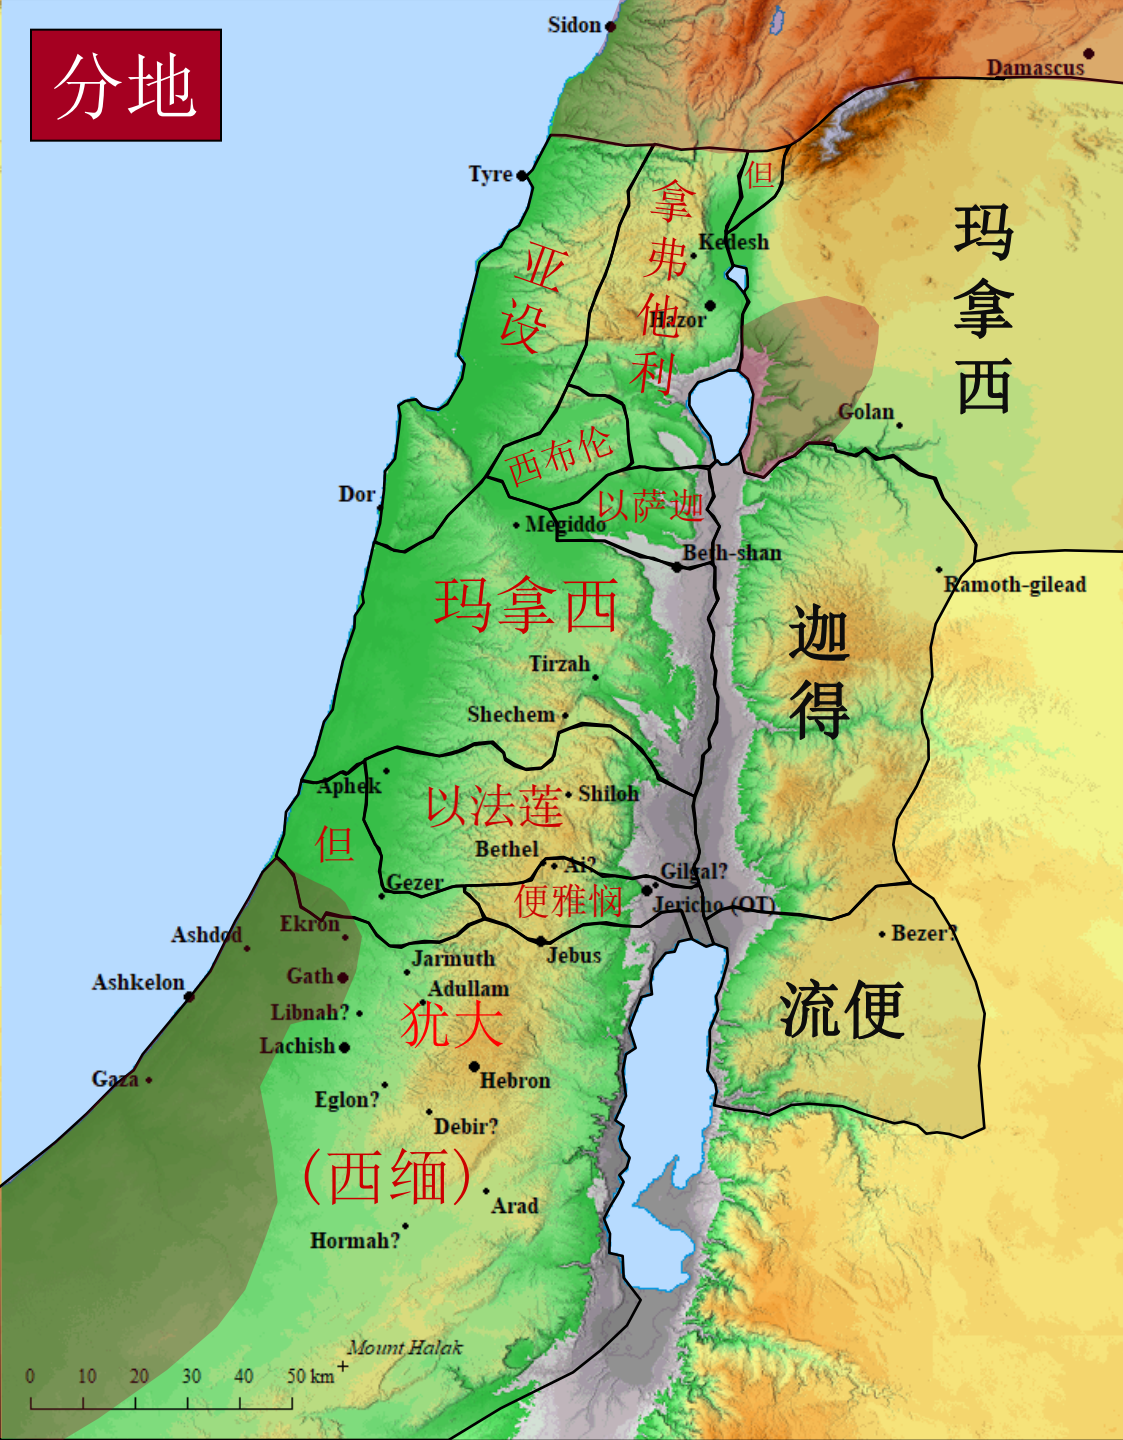 分地
Sidon
Damascus
Tyre
但
拿弗他利
Kedesh
玛拿西
亚设
Hazor
Golan
西布伦
Dor
以萨迦
Megiddo
Beth-shan
Ramoth-gilead
玛拿西
迦得
Tirzah
Shechem
Aphek
以法莲
Shiloh
但
Bethel
Ai?
Gilgal?
Gezer
便雅悯
Jericho (OT)
Ekron
Ashdod
Bezer?
Jebus
Jarmuth
Gath
Ashkelon
Adullam
Libnah?
犹大
流便
Lachish
Gaza
Hebron
Eglon?
Debir?
(西缅)
Arad
Hormah?
Mount Halak
0 10 20 30 40 50 km